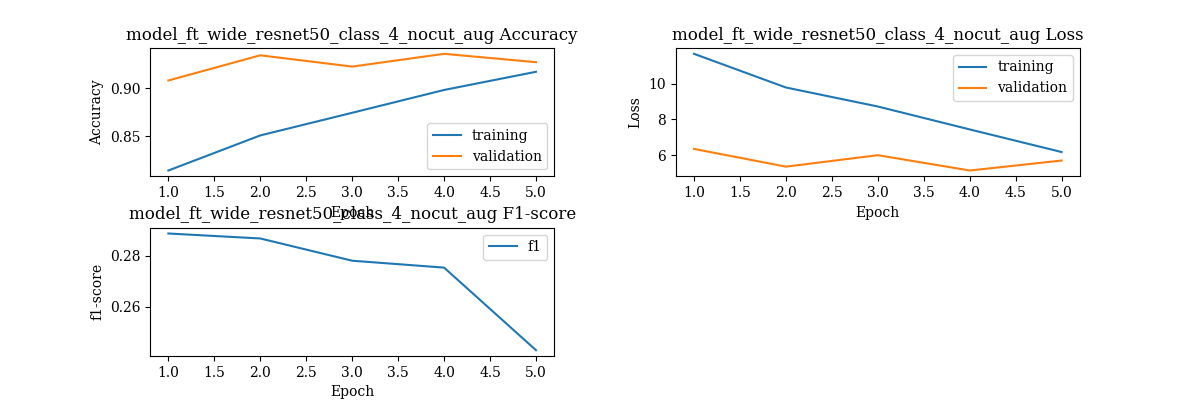 model_ft_wide_resnet50_class_4_nocut_aug Accuracy
Accuracy
0.90
0.85
training
validation
1.0 1.5 2.0 2.5 3.0 3.5 4.0 4.5 5.0
Epoch
model_ft_wide_resnet50_class_4_nocut_aug Loss
Loss
10
8
6
training
validation
1.0 1.5 2.0 2.5 3.0 3.5 4.0 4.5 5.0
Epoch
model_ft_wide_resnet50_class_4_nocut_aug F1-score
f1-score
0.28
0.26
f1
1.0 1.5 2.0 2.5 3.0 3.5 4.0 4.5 5.0
Epoch